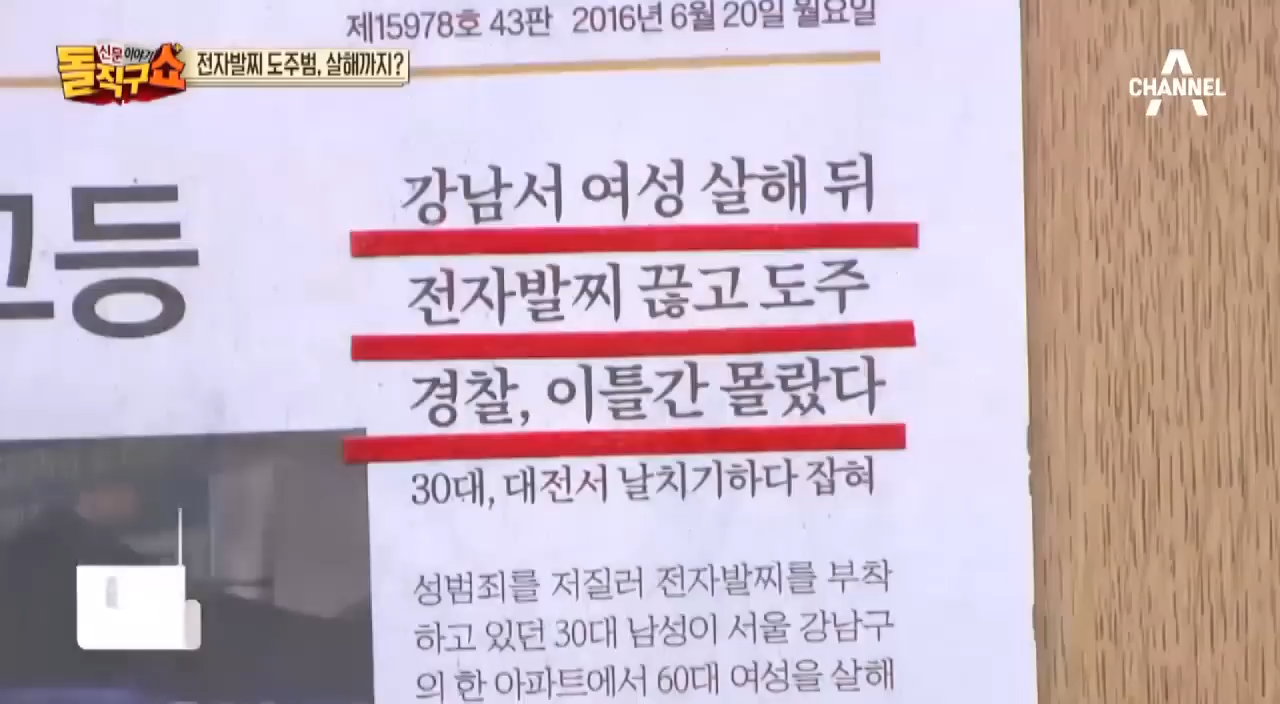 제15978호 43판 2016년 6월 20일 월요일
신문이야기
돌직구쇼
전자발찌 도주범, 살해까지?
CHANNEL A
강남서 여성 살해 뒤
전자발찌 끊고 도주
경찰, 이틀간 몰랐다
30대, 대전서 날치기하다 잡혀
등
성범죄를 저질러 전자발찌를 부착
하고 있던 30대 남성이 서울 강남구
의 한 아파트에서 60대 여성을 살해